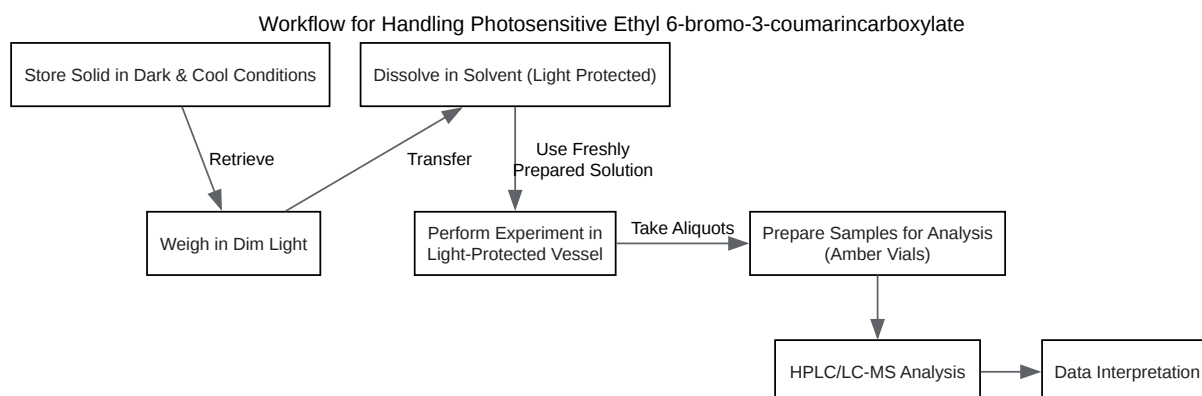 Workflow for Handling Photosensitive Ethyl 6-bromo-3-coumarincarboxylate
Store Solid in Dark & Cool Conditions
Retrieve
Weigh in Dim Light
Transfer
Dissolve in Solvent (Light Protected)
Use Freshly
Prepared Solution
Perform Experiment in
Light-Protected Vessel
Take Aliquots
Prepare Samples for Analysis
(Amber Vials)
HPLC/LC-MS Analysis
Data Interpretation